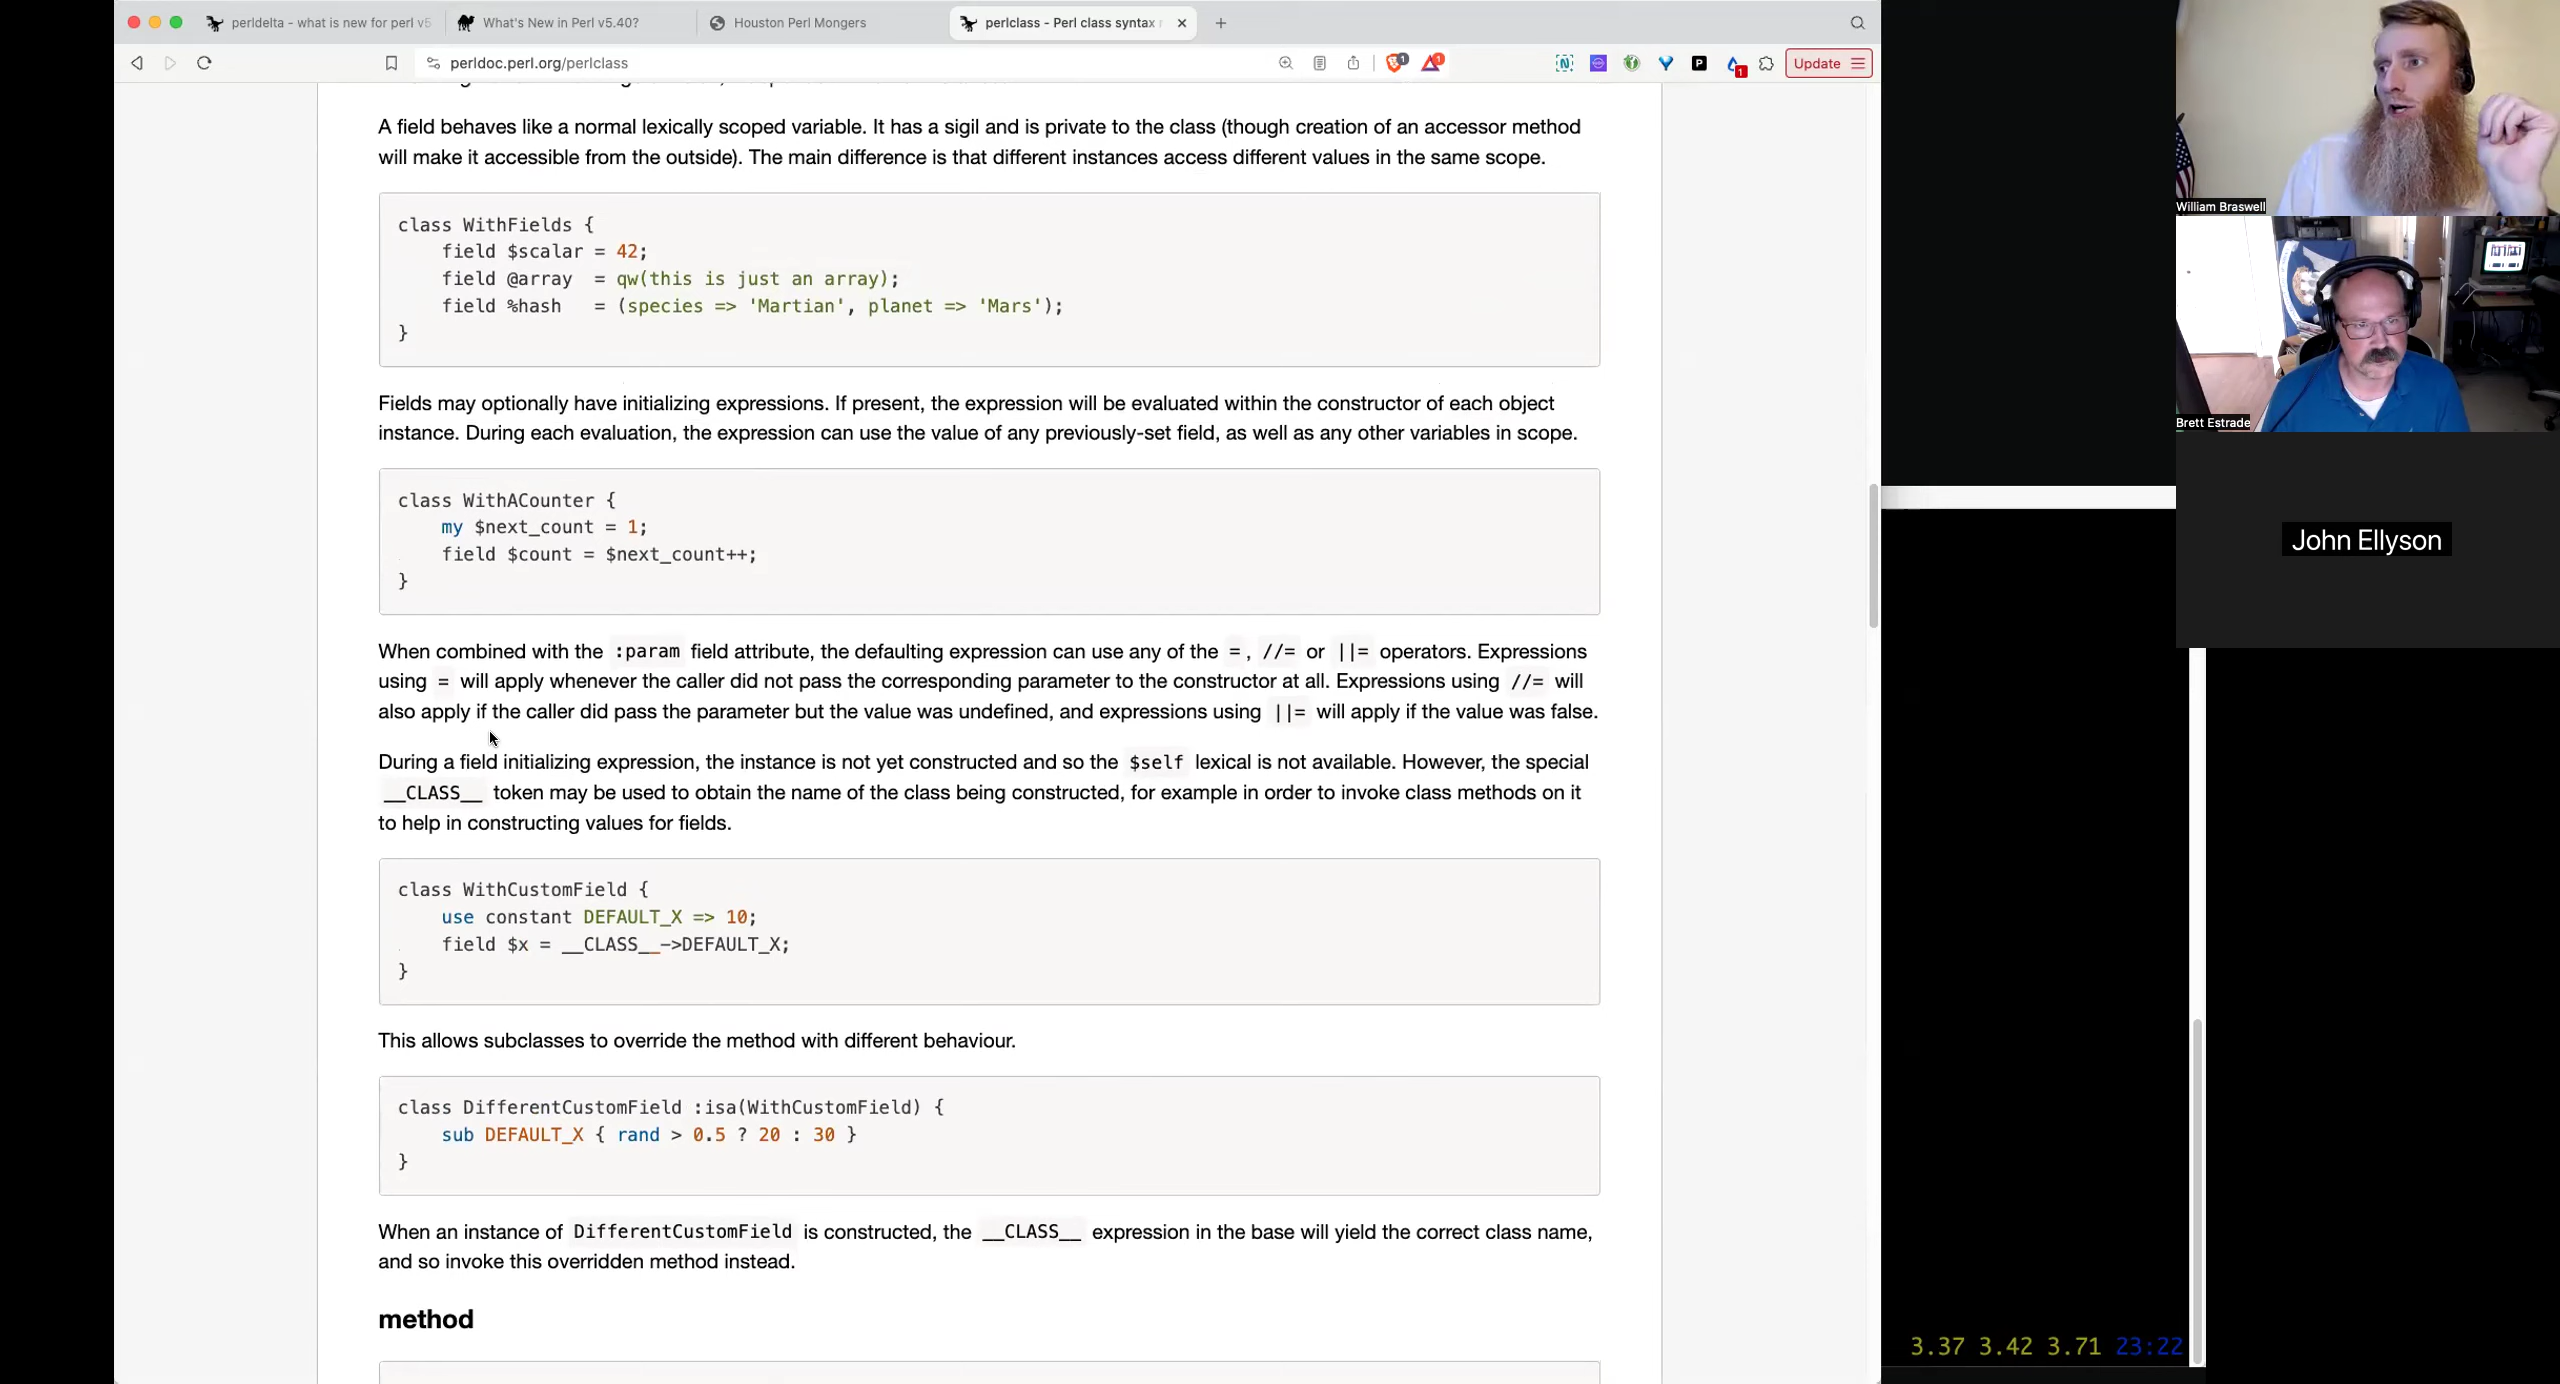 perldelta - what is new for perl v5
What's New in Perl v5.40?
Houston Perl Mongers
perlclass - Perl class syntax
perldoc.perl.org/perlclass
1
1
P
1
Update
A field behaves like a normal lexically scoped variable. It has a sigil and is private to the class (though creation of an accessor method
will make it accessible from the outside). The main difference is that different instances access different values in the same scope.
class WithFields {
field $scalar = 42;
field @array = qw(this is just an array);
field %hash = (species => 'Martian', planet => 'Mars');
}
Fields may optionally have initializing expressions. If present, the expression will be evaluated within the constructor of each object
instance. During each evaluation, the expression can use the value of any previously-set field, as well as any other variables in scope.
class WithACounter {
my $next_count = 1;
field $count = $next_count++;
}
When combined with the :param field attribute, the defaulting expression can use any of the =, //= or ||= operators. Expressions
using = will apply whenever the caller did not pass the corresponding parameter to the constructor at all. Expressions using //= will
also apply if the caller did pass the parameter but the value was undefined, and expressions using ||= will apply if the value was false.
During a field initializing expression, the instance is not yet constructed and so the $self lexical is not available. However, the special
__CLASS__ token may be used to obtain the name of the class being constructed, for example in order to invoke class methods on it
to help in constructing values for fields.
class WithCustomField {
use constant DEFAULT_X => 10;
field $x = __CLASS__->DEFAULT_X;
}
This allows subclasses to override the method with different behaviour.
class DifferentCustomField :isa(WithCustomField) {
sub DEFAULT_X { rand > 0.5 ? 20 : 30 }
}
When an instance of DifferentCustomField is constructed, the __CLASS__ expression in the base will yield the correct class name,
and so invoke this overridden method instead.
method
William Braswell
Brett Estrade
John Ellyson
3.37 3.42 3.71 23:22